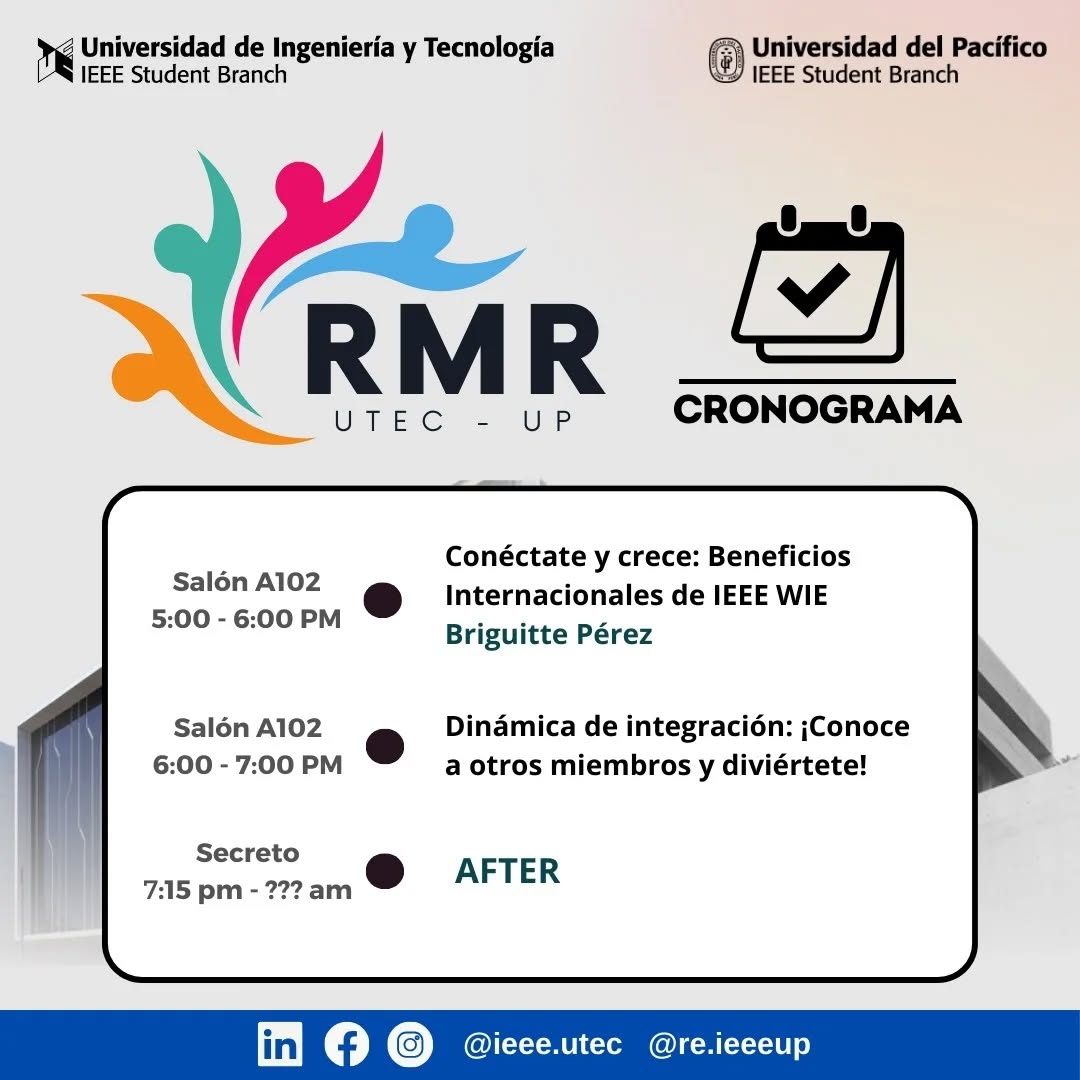 Universidad de Ingeniería y Tecnología
IEEE Student Branch
Universidad del Pacífico
IEEE Student Branch
RMR
UTEC - UP
CRONOGRAMA
Salón A102
5:00 - 6:00 PM
Conéctate y crece: Beneficios
Internacionales de IEEE WIE
Briguitte Pérez
Salón A102
6:00 - 7:00 PM
Dinámica de integración: ¡Conoce
a otros miembros y diviértete!
Secreto
7:15 pm - ??? am
AFTER
in
@ieee.utec @re.ieeeup